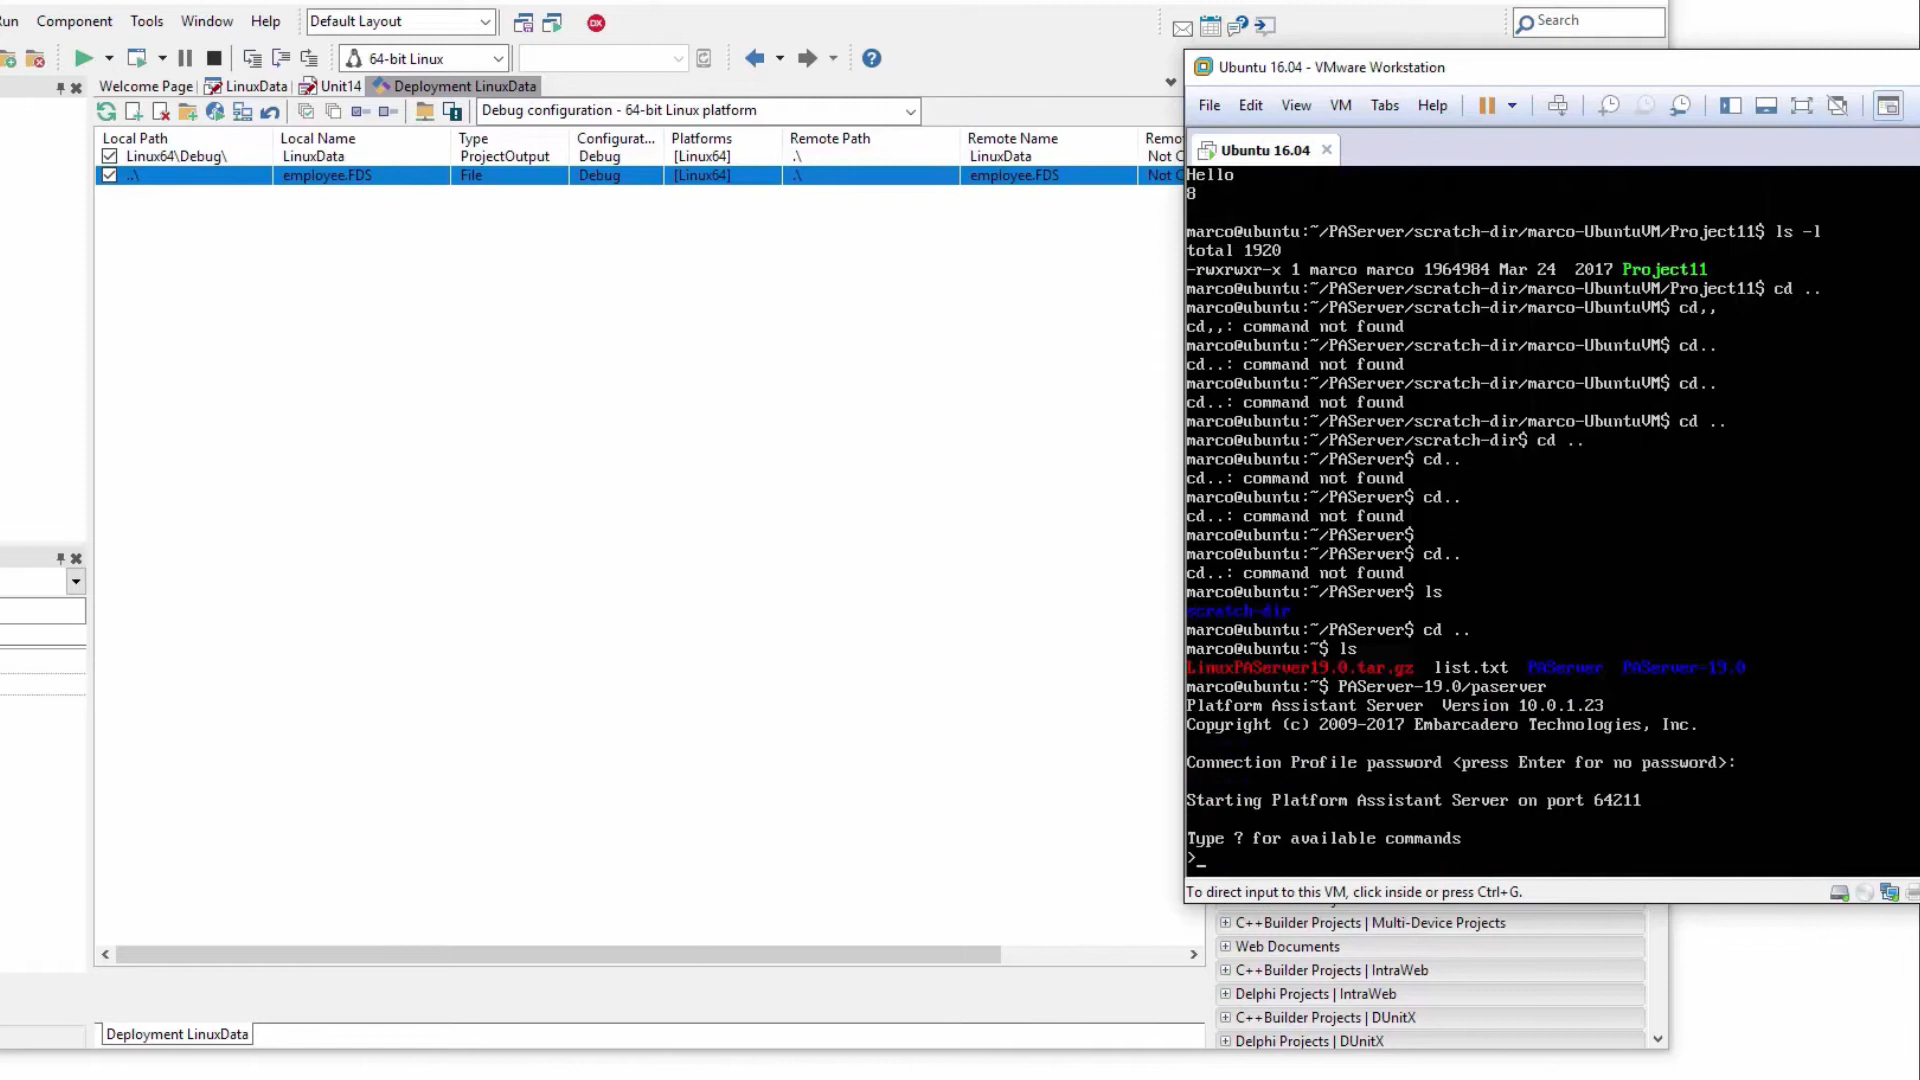 Run Component Tools Window Help Default Layout Search
64-bit Linux
Welcome Page LinuxData Unit14 Deployment LinuxData
Debug configuration - 64-bit Linux platform
Local Path Local Name Type Configurat... Platforms Remote Path Remote Name
Linux64\Debug\ LinuxData ProjectOutput Debug [Linux64] .\ LinuxData
..\ employee.FDS File Debug [Linux64] .\ employee.FDS
Deployment LinuxData
Ubuntu 16.04 - VMware Workstation
File Edit View VM Tabs Help
Ubuntu 16.04
Hello
8
marco@ubuntu:~/PAServer/scratch-dir/marco-UbuntuVM/Project11$ ls -l
total 1920
-rwxrwxr-x 1 marco marco 1964984 Mar 24  2017 Project11
marco@ubuntu:~/PAServer/scratch-dir/marco-UbuntuVM/Project11$ cd ..
marco@ubuntu:~/PAServer/scratch-dir/marco-UbuntuVM$ cd,,
cd,,: command not found
marco@ubuntu:~/PAServer/scratch-dir/marco-UbuntuVM$ cd..
cd..: command not found
marco@ubuntu:~/PAServer/scratch-dir/marco-UbuntuVM$ cd..
cd..: command not found
marco@ubuntu:~/PAServer/scratch-dir/marco-UbuntuVM$ cd ..
marco@ubuntu:~/PAServer/scratch-dir$ cd ..
marco@ubuntu:~/PAServer$ cd..
cd..: command not found
marco@ubuntu:~/PAServer$ cd..
cd..: command not found
marco@ubuntu:~/PAServer$
marco@ubuntu:~/PAServer$ cd..
cd..: command not found
marco@ubuntu:~/PAServer$ ls
scratch-dir
marco@ubuntu:~/PAServer$ cd ..
marco@ubuntu:~$ ls
LinuxPAServer19.0.tar.gz  list.txt  PAServer  PAServer-19.0
marco@ubuntu:~$ PAServer-19.0/paserver
Platform Assistant Server  Version 10.0.1.23
Copyright (c) 2009-2017 Embarcadero Technologies, Inc.
Connection Profile password <press Enter for no password>:
Starting Platform Assistant Server on port 64211
Type ? for available commands
>_
To direct input to this VM, click inside or press Ctrl+G.
C++Builder Projects | Multi-Device Projects
Web Documents
C++Builder Projects | IntraWeb
Delphi Projects | IntraWeb
C++Builder Projects | DUnitX
Delphi Projects | DUnitX